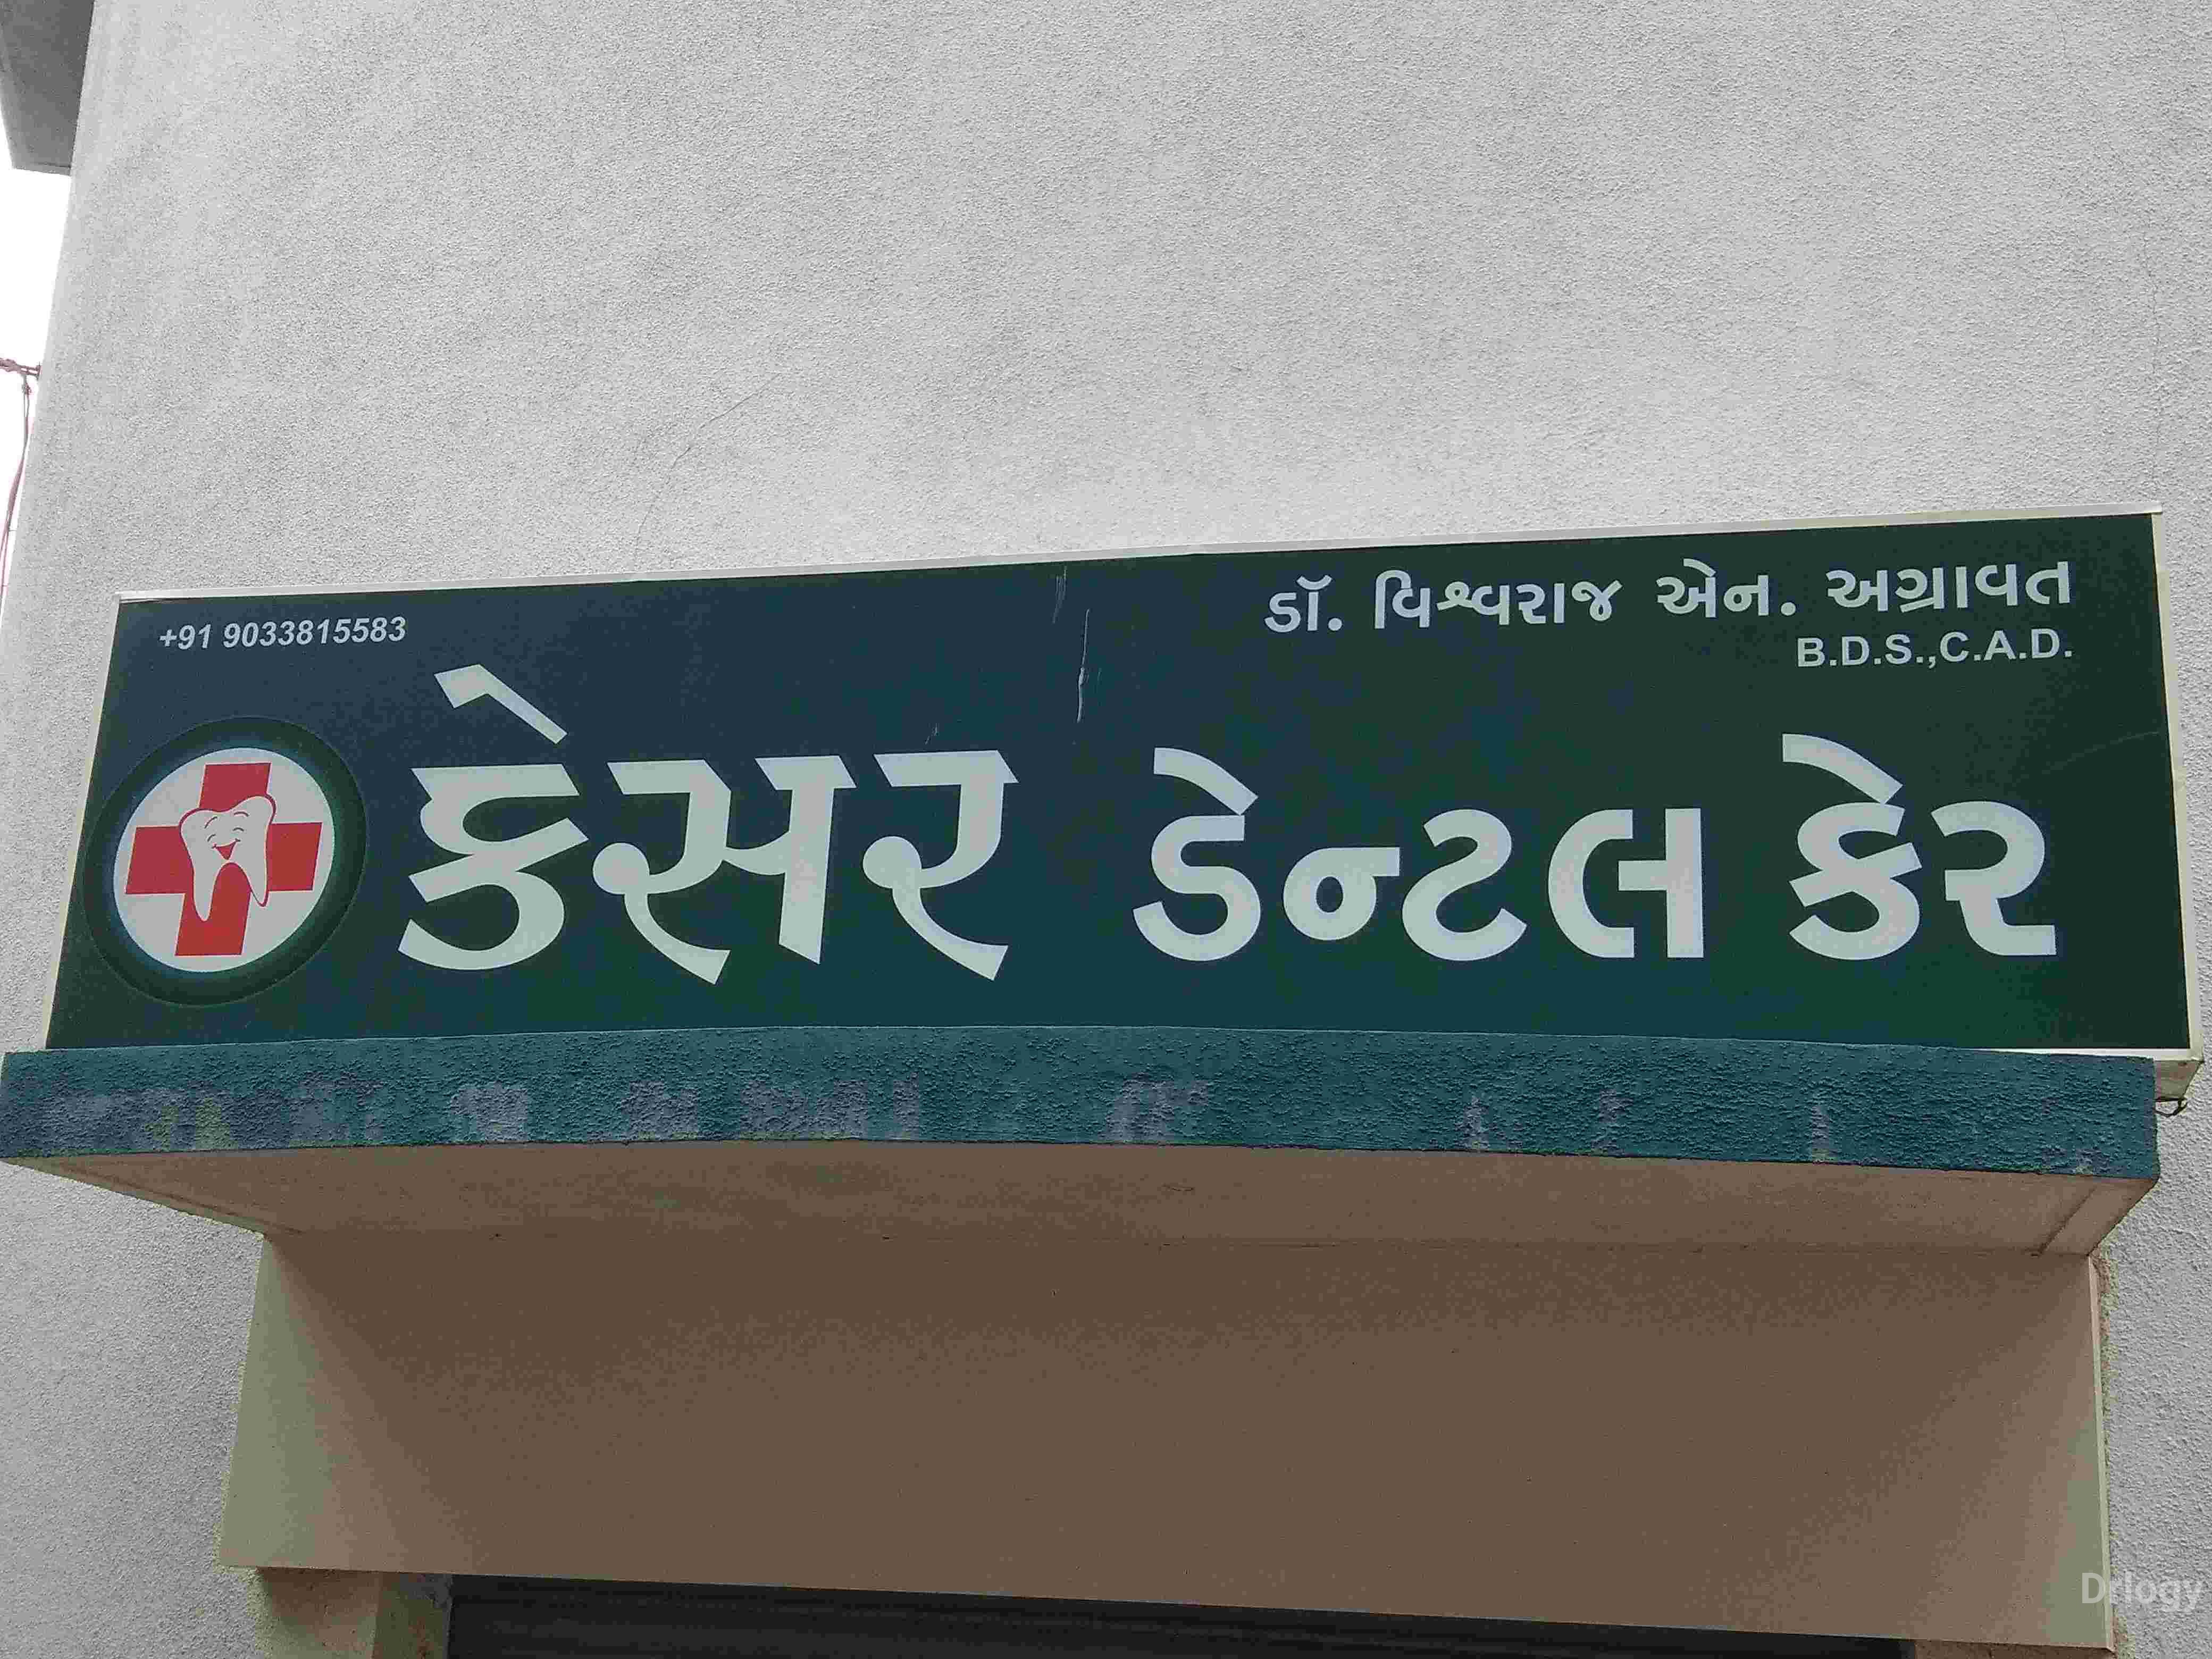 +91 9033815583
ડૉ. વિશ્વરાજ એન. અગ્રાવત
B.D.S.,C.A.D.
કેસર ડેન્ટલ કેર
Drlogy